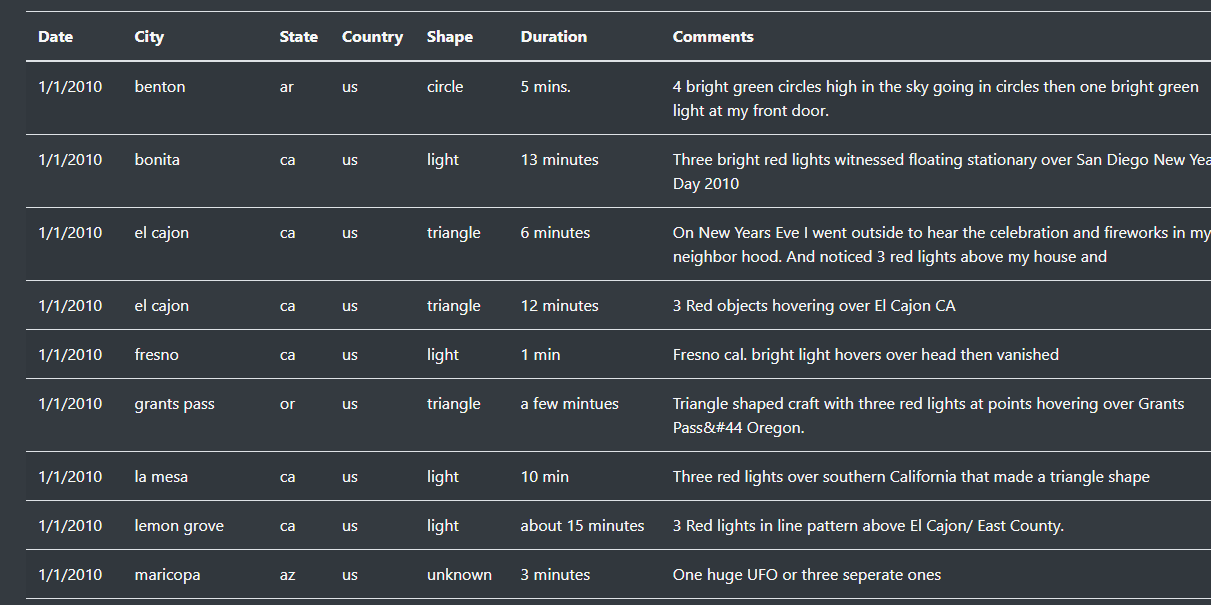 Date City State Country Shape Duration Comments
1/1/2010 benton ar us circle 5 mins. 4 bright green circles high in the sky going in circles then one bright green
light at my front door.
1/1/2010 bonita ca us light 13 minutes Three bright red lights witnessed floating stationary over San Diego New Yea
Day 2010
1/1/2010 el cajon ca us triangle 6 minutes On New Years Eve I went outside to hear the celebration and fireworks in my
neighbor hood. And noticed 3 red lights above my house and
1/1/2010 el cajon ca us triangle 12 minutes 3 Red objects hovering over El Cajon CA
1/1/2010 fresno ca us light 1 min Fresno cal. bright light hovers over head then vanished
1/1/2010 grants pass or us triangle a few mintues Triangle shaped craft with three red lights at points hovering over Grants
Pass&#44 Oregon.
1/1/2010 la mesa ca us light 10 min Three red lights over southern California that made a triangle shape
1/1/2010 lemon grove ca us light about 15 minutes 3 Red lights in line pattern above El Cajon/ East County.
1/1/2010 maricopa az us unknown 3 minutes One huge UFO or three seperate ones